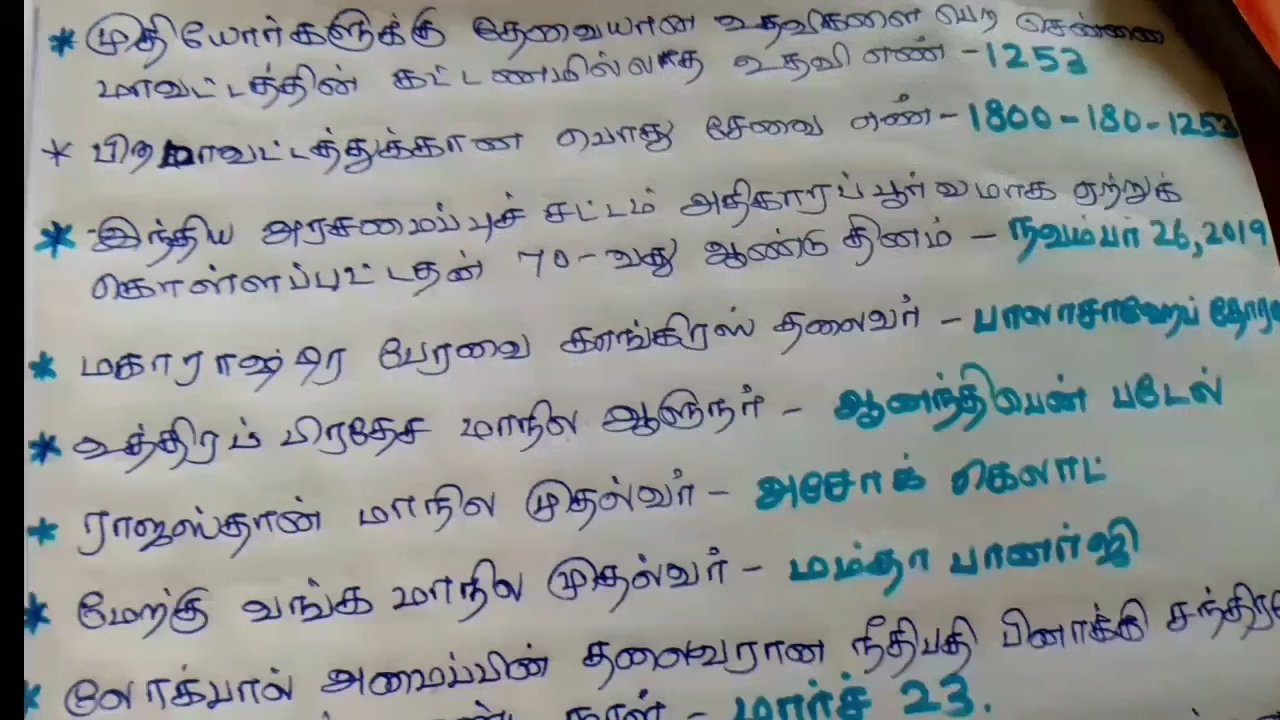 * முதியோர்களுக்கு தேவையான உதவிகளை பெற சென்னை
மாவட்டத்தின் கட்டணமில்லாத உதவி எண் - 1253
* பிற மாவட்டத்துக்கான பொது சேவை எண் - 1800-180-1253
* இந்திய அரசமைப்புச் சட்டம் அதிகாரப்பூர்வமாக ஏற்றுக்
கொள்ளப்பட்டதன் 70-வது ஆண்டு தினம் - நவம்பர் 26, 2019
* மகாராஷ்டிர பேரவை காங்கிரஸ் தலைவர் - பாலாசாஹேப்
* உத்திரப் பிரதேச மாநில ஆளுநர் - ஆனந்திபென் படேல்
* ராஜஸ்தான் மாநில முதல்வர் - அசோக் கெலாட்
* மேற்கு வங்க மாநில முதல்வர் - மம்தா பானர்ஜி
* லோக்பால் அமைப்பின் தலைவரான நீதிபதி பினாக்கி
நாள் - மார்ச் 23.